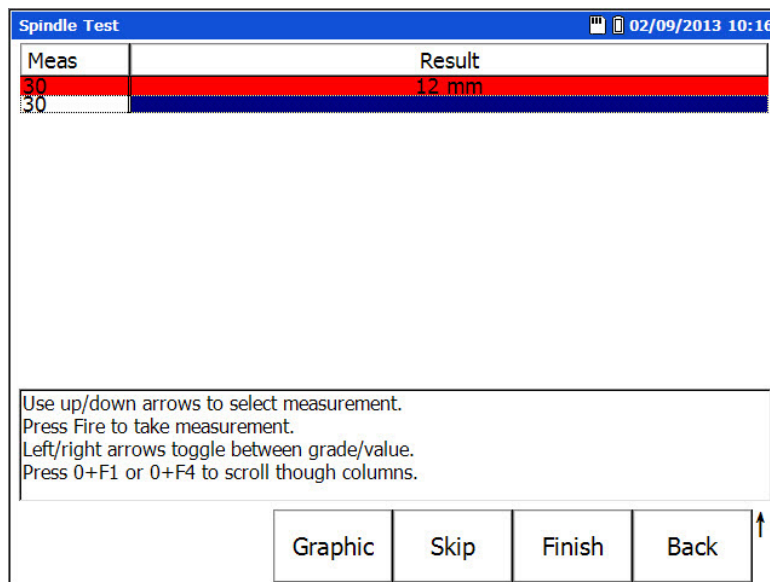 Spindle Test 02/09/2013 10:16
Meas Result
30 12 mm
30
Use up/down arrows to select measurement.
Press Fire to take measurement.
Left/right arrows toggle between grade/value.
Press 0+F1 or 0+F4 to scroll though columns.
Graphic Skip Finish Back